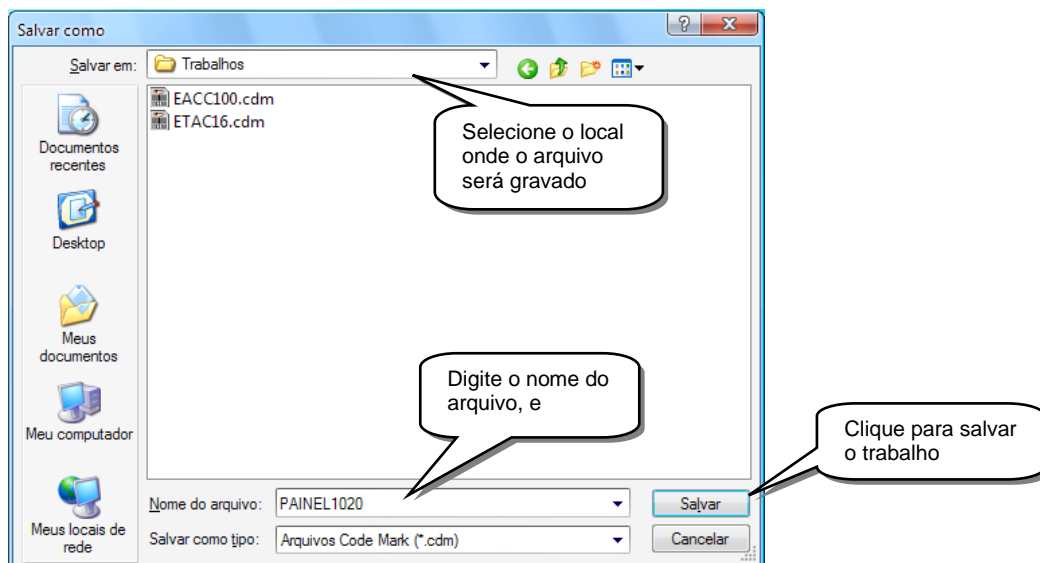 Salvar como
Salvar em:
Trabalhos
EACC100.cdm
ETAC16.cdm
Selecione o local
onde o arquivo
será gravado
Documentos
recentes
Desktop
Meus
documentos
Meu computador
Meus locais de
rede
Digite o nome do
arquivo, e
Clique para salvar
o trabalho
Nome do arquivo:
PAINEL1020
Salvar
Salvar como tipo:
Arquivos Code Mark (*.cdm)
Cancelar